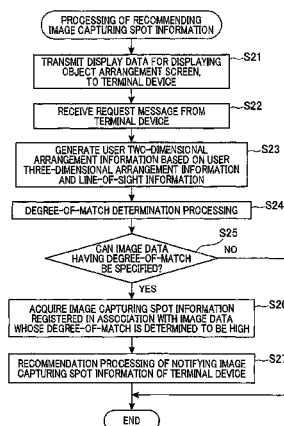 PROCESSING OF RECOMMENDING
IMAGE CAPTURING SPOT INFORMATION
S21
TRANSMIT DISPLAY DATA FOR DISPLAYING
OBJECT ARRANGEMENT SCREEN,
TO TERMINAL DEVICE
S22
RECEIVE REQUEST MESSAGE FROM
TERMINAL DEVICE
S23
GENERATE USER TWO-DIMENSIONAL
ARRANGEMENT INFORMATION BASED ON USER
THREE-DIMENSIONAL ARRANGEMENT INFORMATION
AND LINE-OF-SIGHT INFORMATION
S24
DEGREE-OF-MATCH DETERMINATION PROCESSING
S25
CAN IMAGE DATA
HAVING DEGREE-OF-MATCH
BE SPECIFIED?
NO
YES
S26
ACQUIRE IMAGE CAPTURING SPOT INFORMATION
REGISTERED IN ASSOCIATION WITH IMAGE DATA
WHOSE DEGREE-OF-MATCH IS DETERMINED TO BE HIGH
S27
RECOMMENDATION PROCESSING OF NOTIFYING IMAGE
CAPTURING SPOT INFORMATION OF TERMINAL DEVICE
END